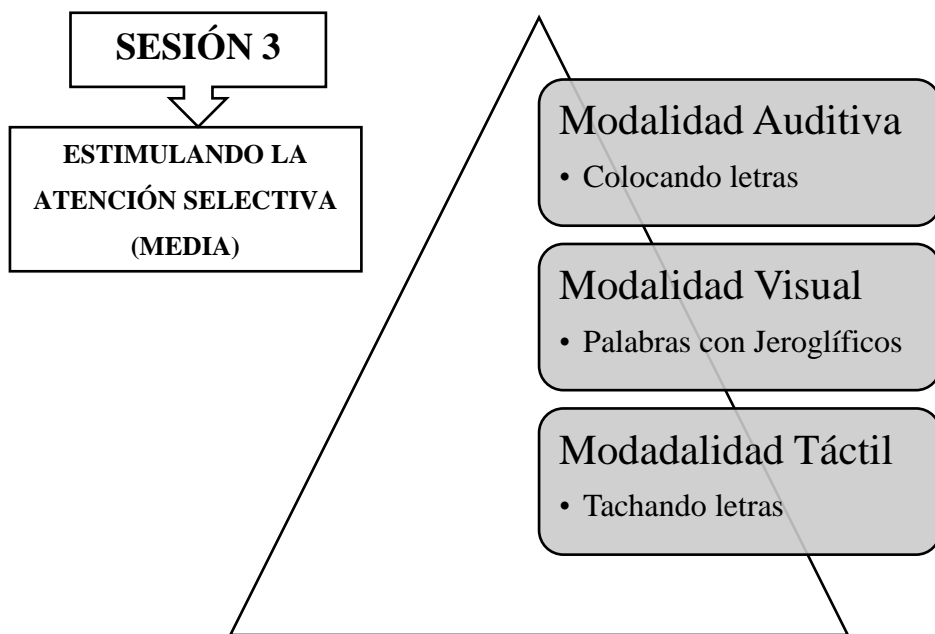 SESIÓN 3
ESTIMULANDO LA
ATENCIÓN SELECTIVA
(MEDIA)
Modalidad Auditiva
• Colocando letras
Modalidad Visual
• Palabras con Jeroglíficos
Modadalidad Táctil
• Tachando letras